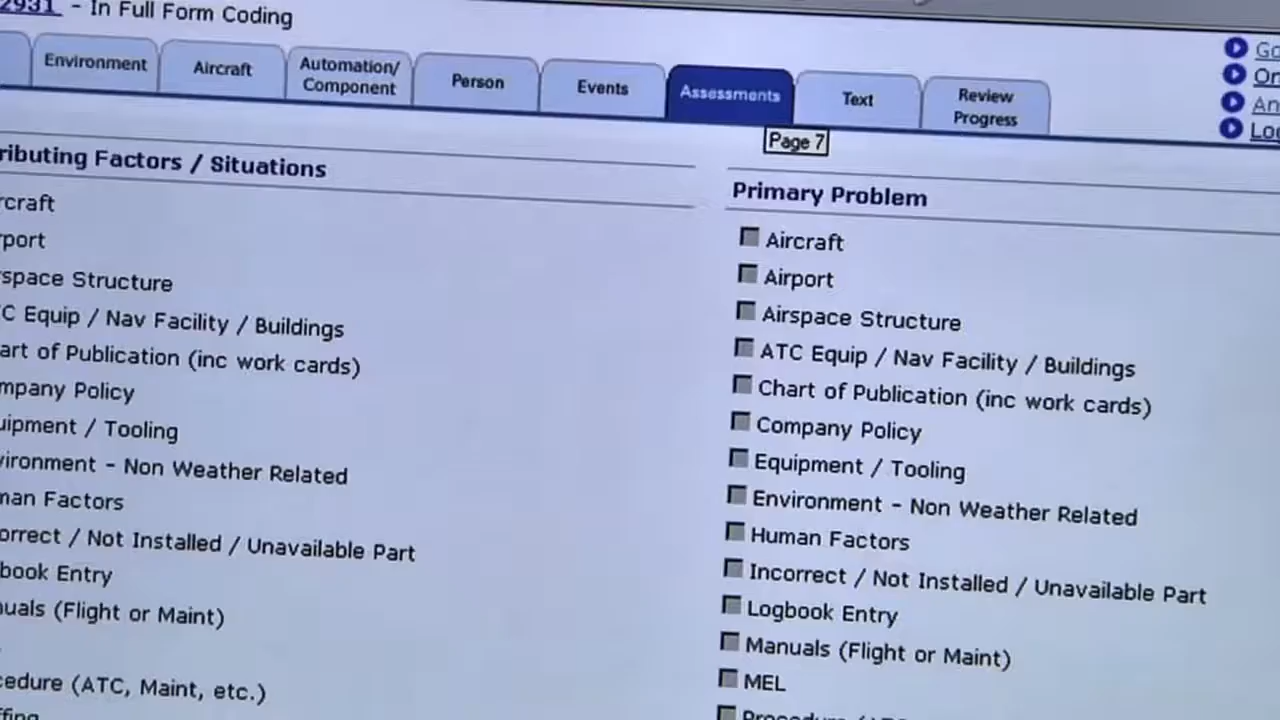 2931 - In Full Form Coding
Environment
Aircraft
Automation/
Component
Person
Events
Assessments
Text
Review
Progress
Page 7
ributing Factors / Situations
rcraft
rport
rspace Structure
C Equip / Nav Facility / Buildings
art of Publication (inc work cards)
mpany Policy
uipment / Tooling
vironment - Non Weather Related
man Factors
orrect / Not Installed / Unavailable Part
book Entry
nuals (Flight or Maint)
cedure (ATC, Maint, etc.)
Primary Problem
Aircraft
Airport
Airspace Structure
ATC Equip / Nav Facility / Buildings
Chart of Publication (inc work cards)
Company Policy
Equipment / Tooling
Environment - Non Weather Related
Human Factors
Incorrect / Not Installed / Unavailable Part
Logbook Entry
Manuals (Flight or Maint)
MEL
Go
On
An
Log